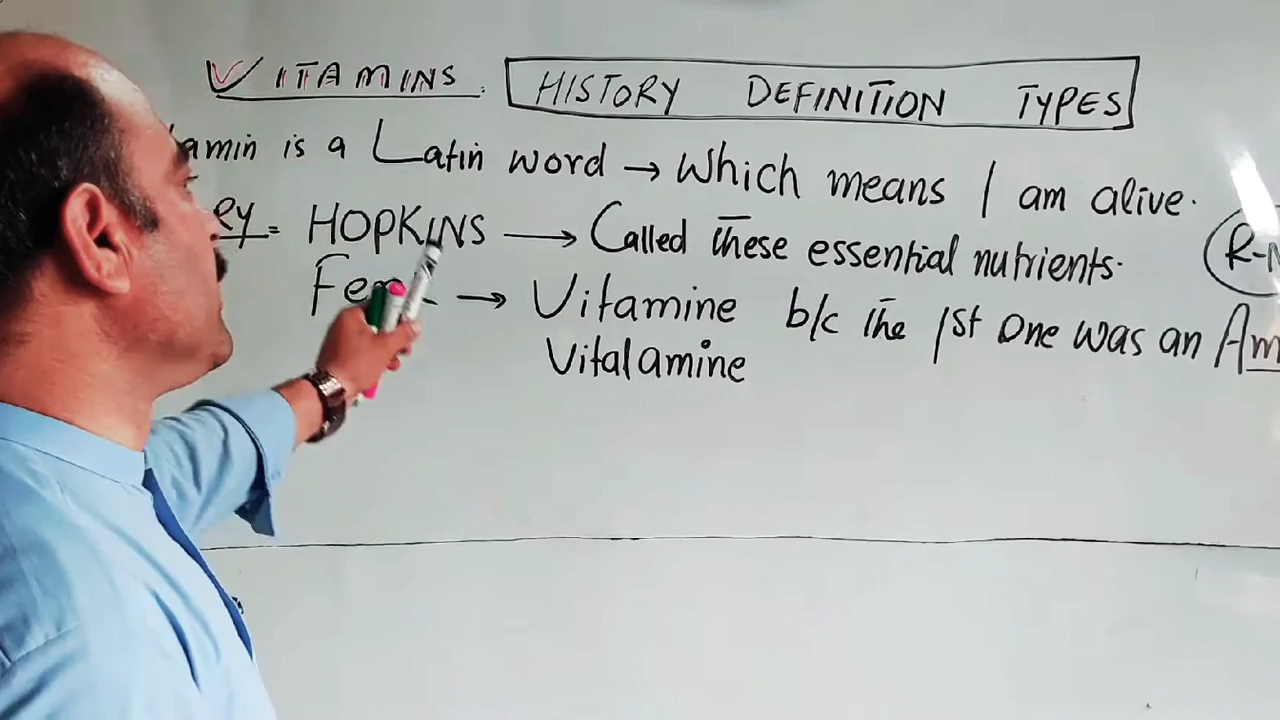 VITAMINS. HISTORY DEFINITION TYPES
amin is a Latin word → Which means I am alive.
RY = HOPKINS → Called These essential nutrients.
→ Vitamine b/c The 1st One was an Am
Vitalamine